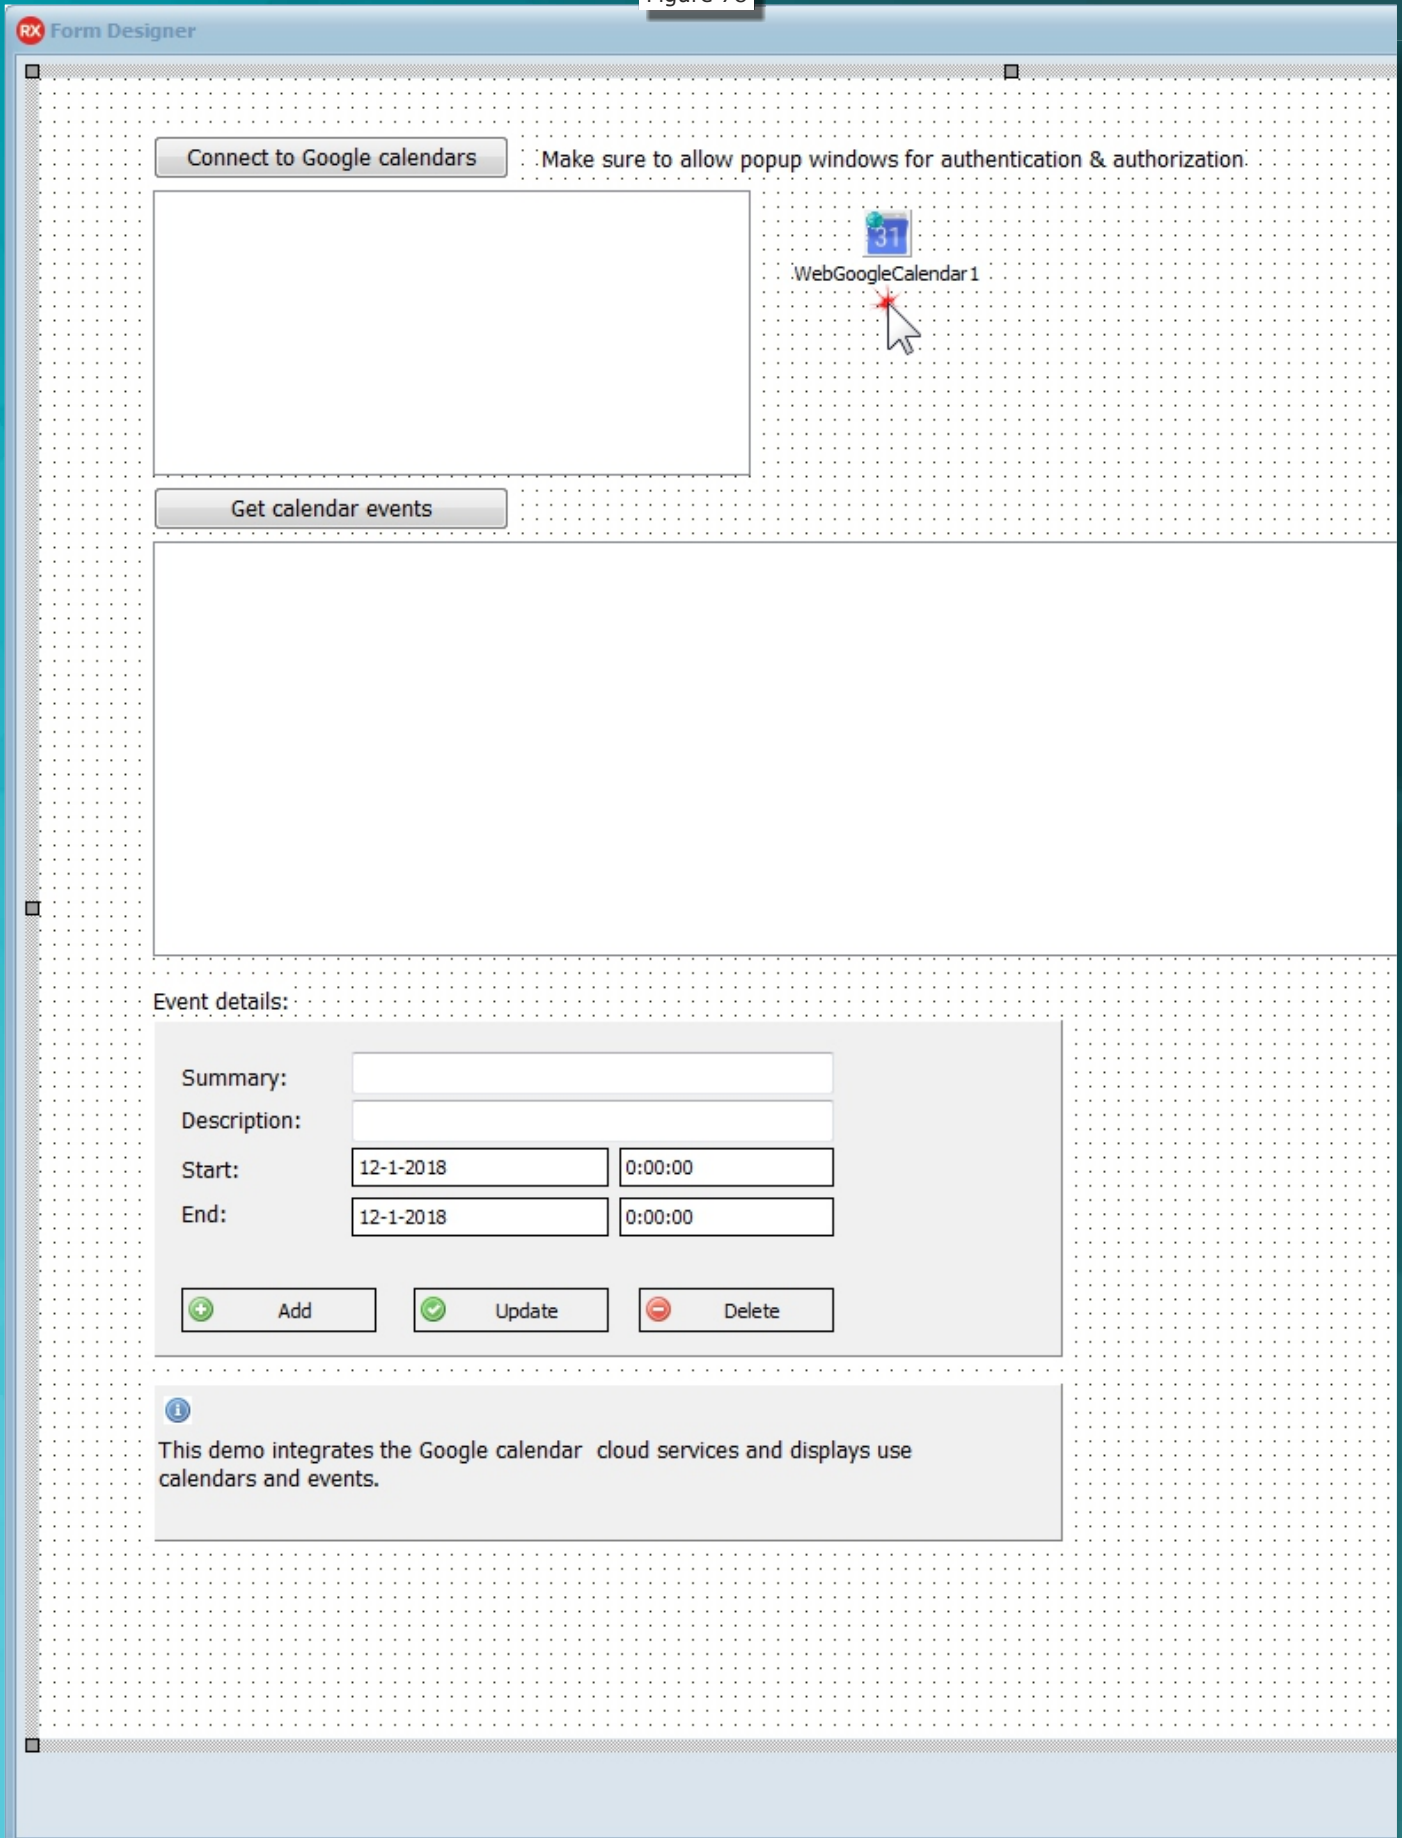 RX Form Designer
Connect to Google calendars
Make sure to allow popup windows for authentication & authorization
31
WebGoogleCalendar1
Get calendar events
Event details:
Summary:
Description:
Start:
12-1-2018
0:00:00
End:
12-1-2018
0:00:00
Add
Update
Delete
This demo integrates the Google calendar cloud services and displays use
calendars and events.